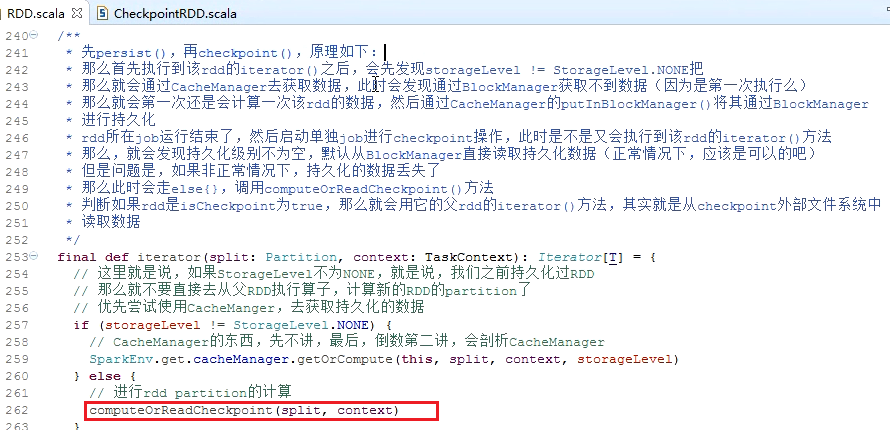 RDD.scala CheckpointRDD.scala
240 /**
241 * 先persist()，再checkpoint()，原理如下：
242 * 那么首先执行到该rdd的iterator()之后，会先发现storageLevel != StorageLevel.NONE把
243 * 那么就会通过CacheManager去获取数据，此时会发现通过BlockManager获取不到数据（因为是第一次执行么）
244 * 那么就会第一次还是会计算一次该rdd的数据，然后通过CacheManager的putInBlockManager()将其通过BlockManager
245 * 进行持久化
246 * rdd所在job运行结束了，然后启动单独job进行checkpoint操作，此时是不是又会执行到该rdd的iterator()方法
247 * 那么，就会发现持久化级别不为空，默认从BlockManager直接读取持久化数据（正常情况下，应该是可以的吧）
248 * 但是问题是，如果非正常情况下，持久化的数据丢失了
249 * 那么此时会走else{}，调用computeOrReadCheckpoint()方法
250 * 判断如果rdd是isCheckpoint为true，那么就会用它的父rdd的iterator()方法，其实就是从checkpoint外部文件系统中
251 * 读取数据
252 */
253 final def iterator(split: Partition, context: TaskContext): Iterator[T] = {
254 // 这里就是说，如果StorageLevel不为NONE，就是说，我们之前持久化过RDD
255 // 那么就不要直接去从父RDD执行算子，计算新的RDD的partition了
256 // 优先尝试使用CacheManger，去获取持久化的数据
257 if (storageLevel != StorageLevel.NONE) {
258 // CacheManager的东西，先不讲，最后，倒数第二讲，会剖析CacheManager
259 SparkEnv.get.cacheManager.getOrCompute(this, split, context, storageLevel)
260 } else {
261 // 进行rdd partition的计算
262 computeOrReadCheckpoint(split, context)
263 }